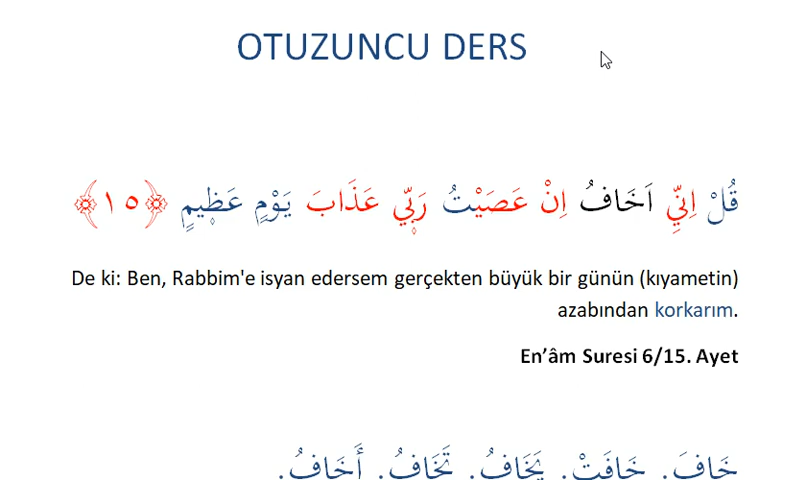 OTUZUNCU DERS
قُلْ اِنِّي اَخَافُ اِنْ عَصَيْتُ رَبِّي عَذَابَ يَوْمٍ عَظِيمٍ ﴿١٥﴾
De ki: Ben, Rabbim'e isyan edersem gerçekten büyük bir günün (kıyametin)
azabından korkarım.
En’âm Suresi 6/15. Ayet
خَافَ. خَافَتْ. يَخَافُ. تَخَافُ. أَخَافُ.